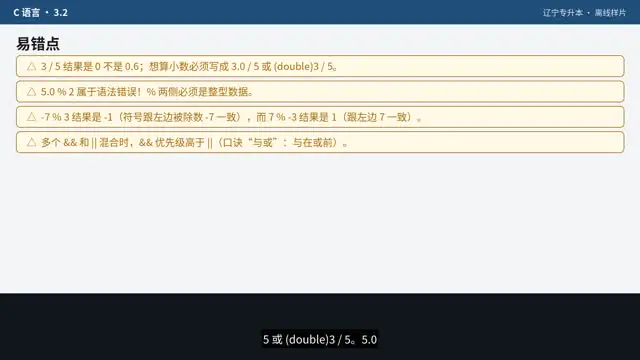 C 语言 · 3.2
辽宁专升本 · 离线样片
易错点
△ 3 / 5 结果是 0 不是 0.6；想算小数必须写成 3.0 / 5 或 (double)3 / 5。
△ 5.0 % 2 属于语法错误！% 两侧必须是整型数据。
△ -7 % 3 结果是 -1（符号跟左边被除数 -7 一致），而 7 % -3 结果是 1（跟左边 7 一致）。
△ 多个 && 和 || 混合时，&& 优先级高于 ||（口诀“与或”：与在或前）。
5 或 (double)3 / 5。5.0